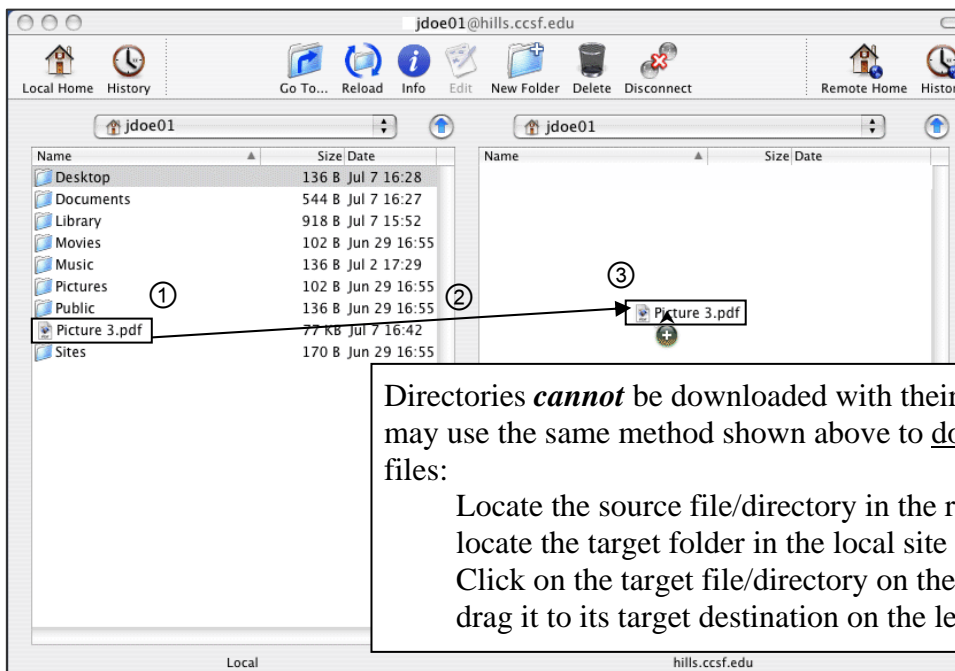 jdoe01@hills.ccsf.edu
Local Home History Go To... Reload Info Edit New Folder Delete Disconnect Remote Home
jdoe01 jdoe01
Name Size Date Name Size Date
Desktop 136 B Jul 7 16:28
Documents 544 B Jul 7 16:27
Library 918 B Jul 7 15:52
Movies 102 B Jun 29 16:55
Music 136 B Jul 2 17:29
Pictures 102 B Jun 29 16:55
① ② ③
Public 136 B Jun 29 16:55
Picture 3.pdf 77 KB Jul 7 16:42 Picture 3.pdf
Sites 170 B Jun 29 16:55
Directories cannot be downloaded with their
may use the same method shown above to
files:
Locate the source file/directory in the
locate the target folder in the local site
Click on the target file/directory on the
drag it to its target destination on the
Local hills.ccsf.edu